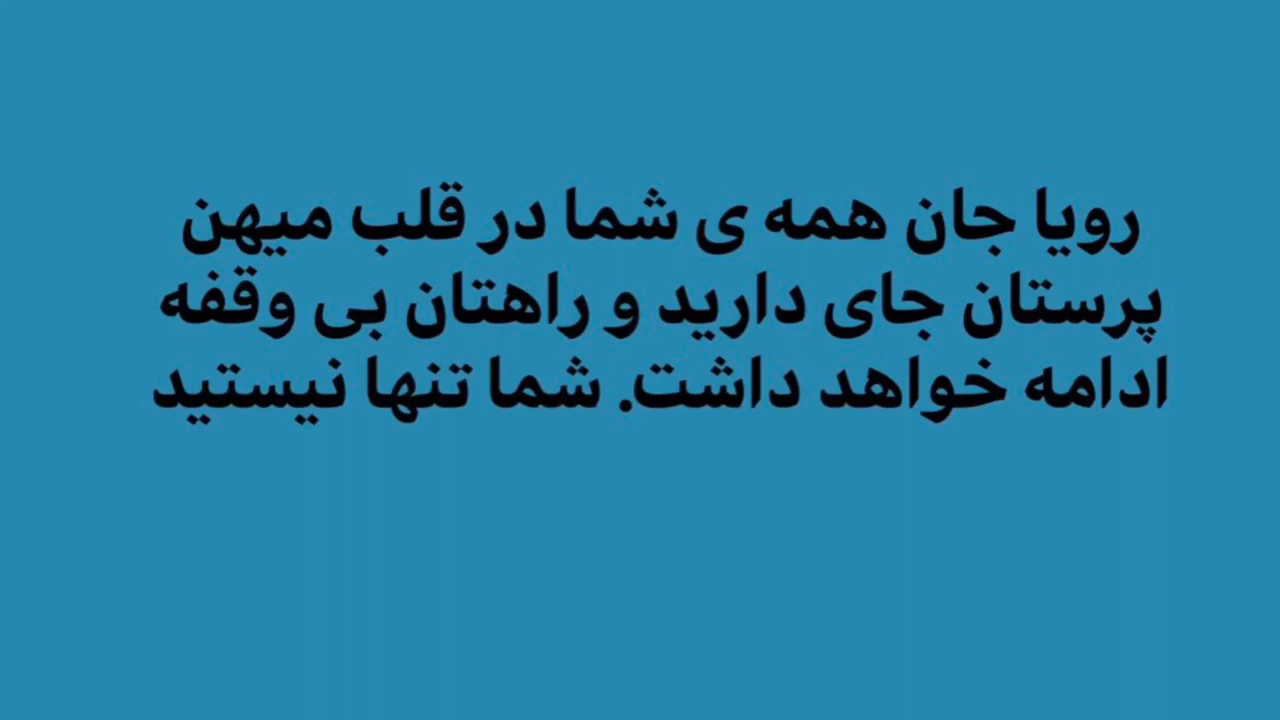 رویا جان همه ی شما در قلب میهن
پرستان جای دارید و راهتان بی وقفه
ادامه خواهد داشت. شما تنها نیستید